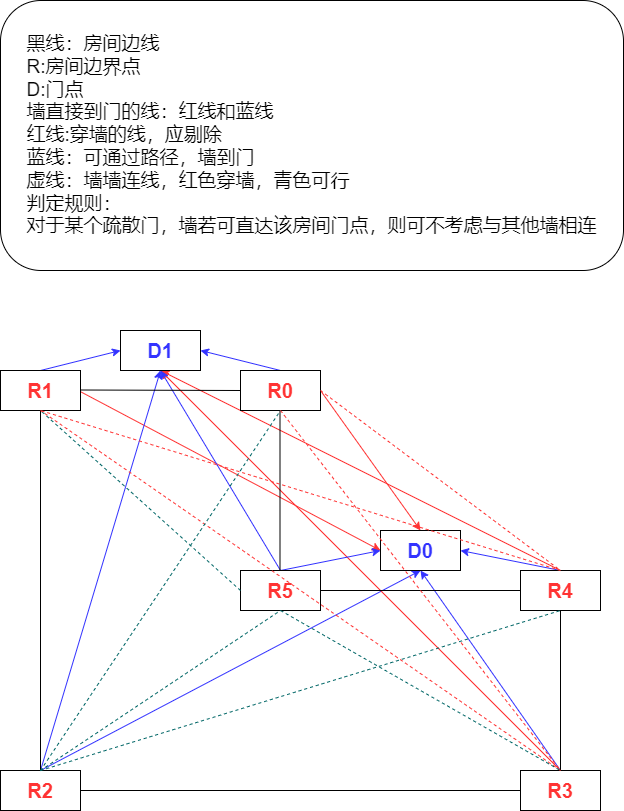 黑线：房间边线
R:房间边界点
D:门点
墙直接到门的线：红线和蓝线
红线:穿墙的线，应剔除
蓝线：可通过路径，墙到门
虚线：墙墙连线，红色穿墙，青色可行
判定规则：
对于某个疏散门，墙若可直达该房间门点，则可不考虑与其他墙相连
D1
R1
R0
D0
R5
R4
R2
R3